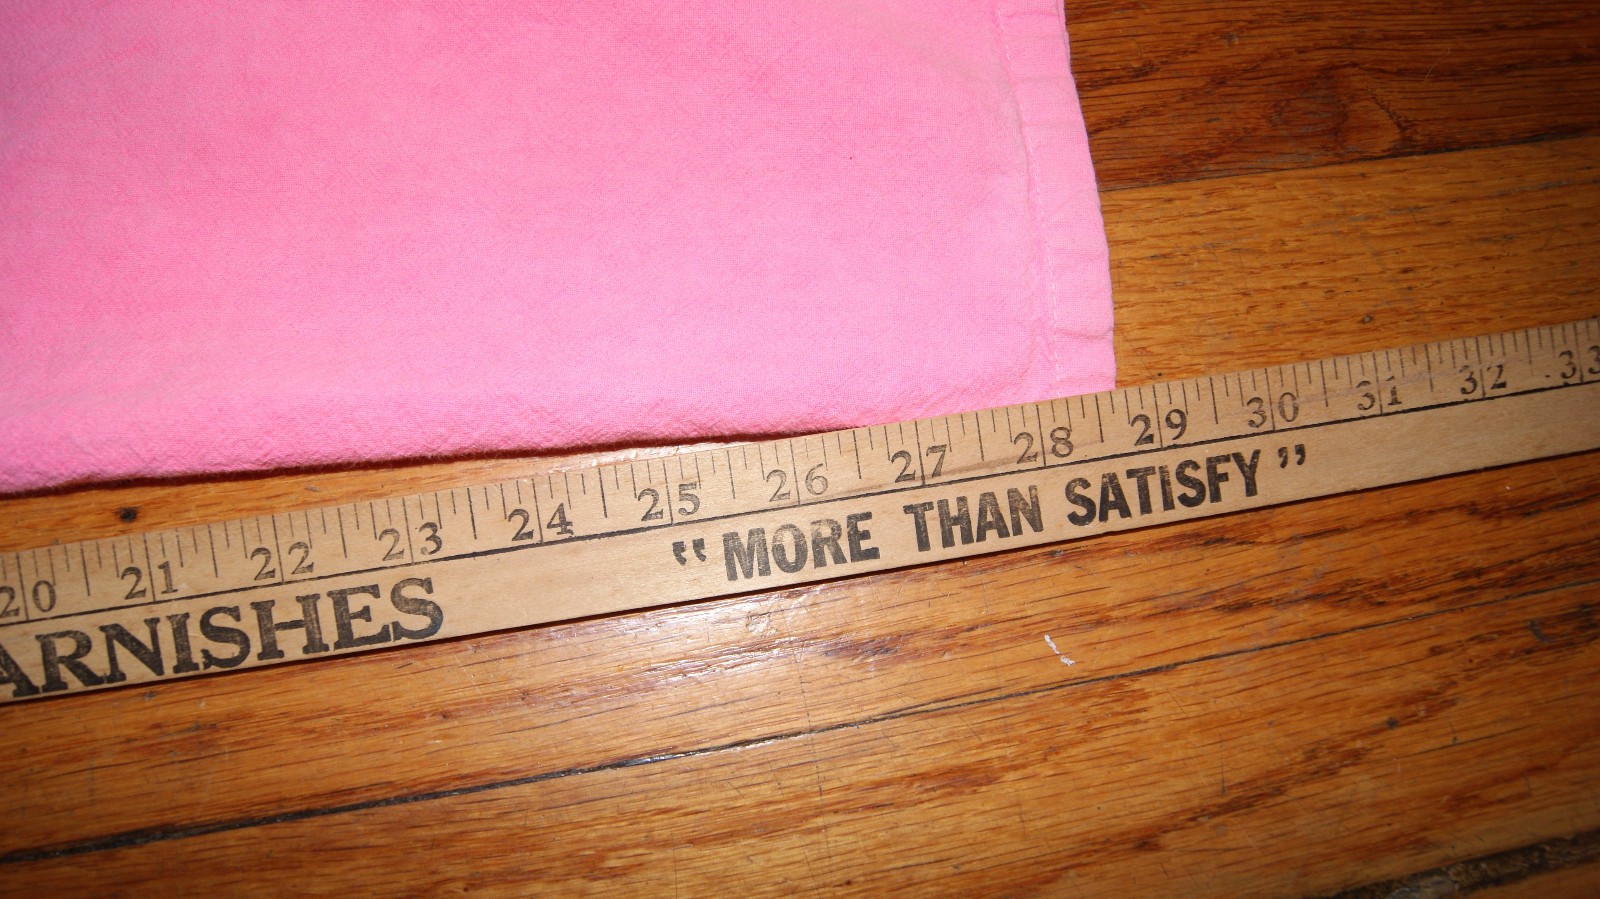 20 21 22 23 24 25 26 27 28 29 30 31 32 33
ARNISHES "MORE THAN SATISFY"